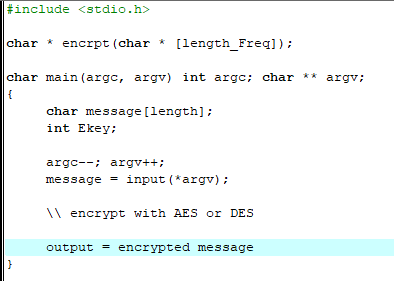 #include <stdio.h>
char * encrpt(char * [length_Freq]);
char main(argc, argv) int argc; char ** argv;
{
char message[length];
int Ekey;
argc--; argv++;
message = input(*argv);
\\ encrypt with AES or DES
output = encrypted message
}